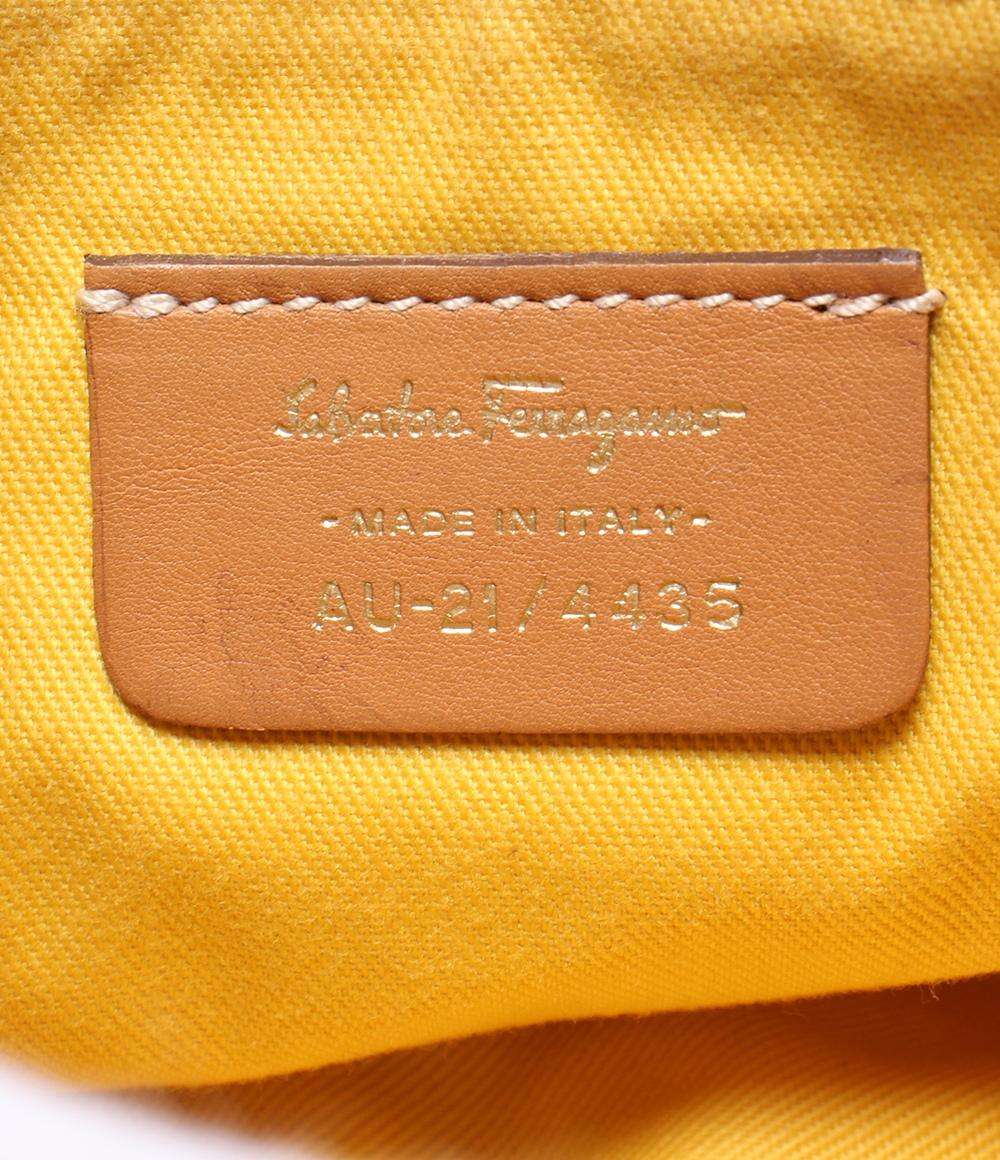 Salvatore Ferragamo
-MADE IN ITALY-
AU-21/4435